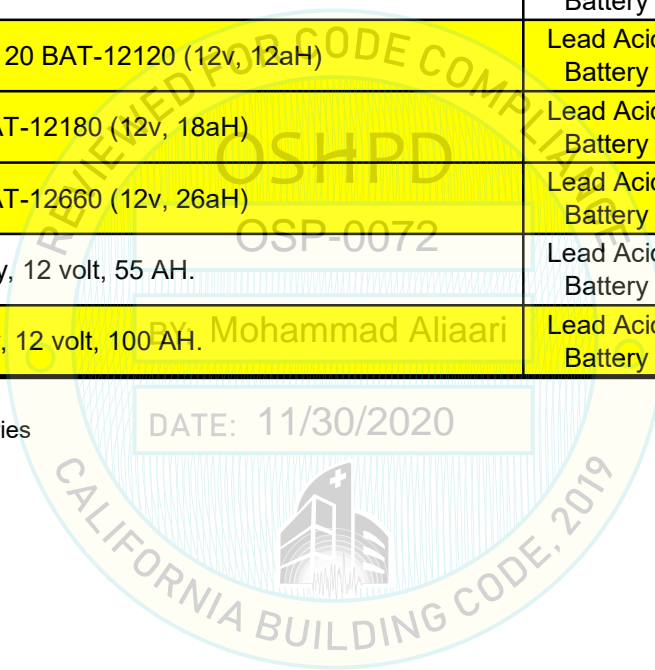 Battery
20 BAT-12120 (12v, 12aH)
Lead Acid
Battery
AT-12180 (12v, 18aH)
Lead Acid
Battery
AT-12660 (12v, 26aH)
Lead Acid
Battery
y, 12 volt, 55 AH.
Lead Acid
Battery
, 12 volt, 100 AH.
Lead Acid
Battery
ies
REVIEWED FOR CODE COMPLIANCE
OSHPD
OSP-0072
BY: Mohammad Aliaari
DATE: 11/30/2020
CALIFORNIA BUILDING CODE, 2019